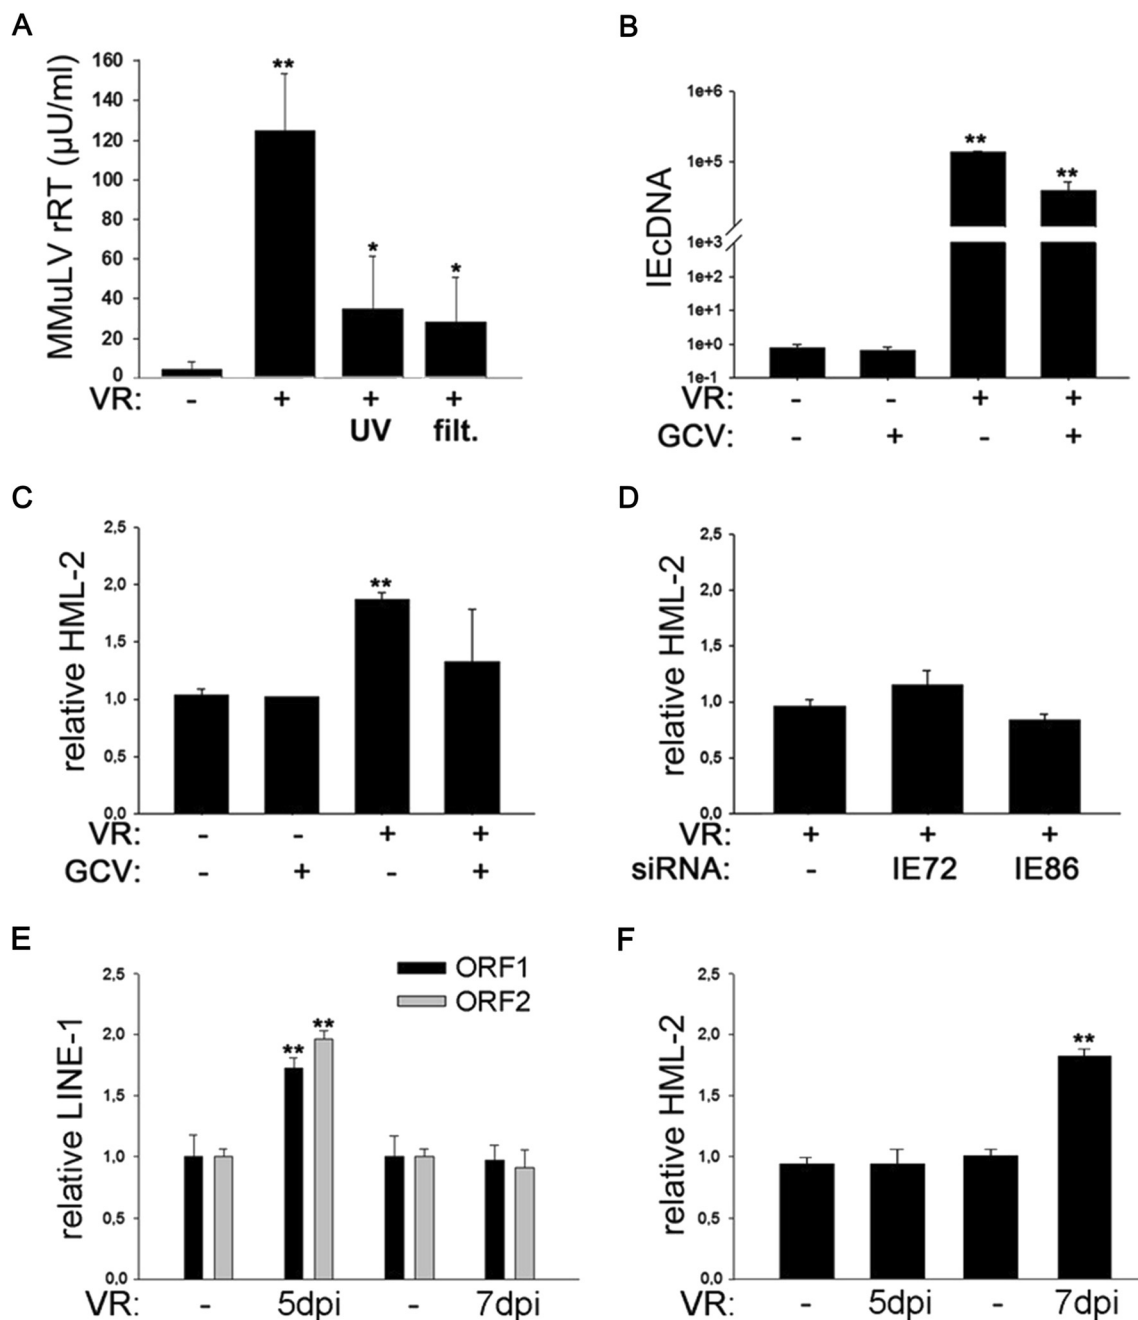 A
MMuLV rRT (µU/ml)
160
140
120
100
80
60
40
20
0
** * *
VR: - + + +
UV filt.
B
IEcDNA
1e+6
1e+5
1e+3
1e+2
1e+1
1e+0
1e-1
** **
VR: - - + +
GCV: - + - +
C
relative HML-2
2,5
2,0
1,5
1,0
0,5
0,0
**
VR: - - + +
GCV: - + - +
D
relative HML-2
2,5
2,0
1,5
1,0
0,5
0,0
VR: + + +
siRNA: - IE72 IE86
E
relative LINE-1
2,5
2,0
1,5
1,0
0,5
0,0
ORF1
ORF2
** **
VR: - 5dpi - 7dpi
F
relative HML-2
2,5
2,0
1,5
1,0
0,5
0,0
**
VR: - 5dpi - 7dpi